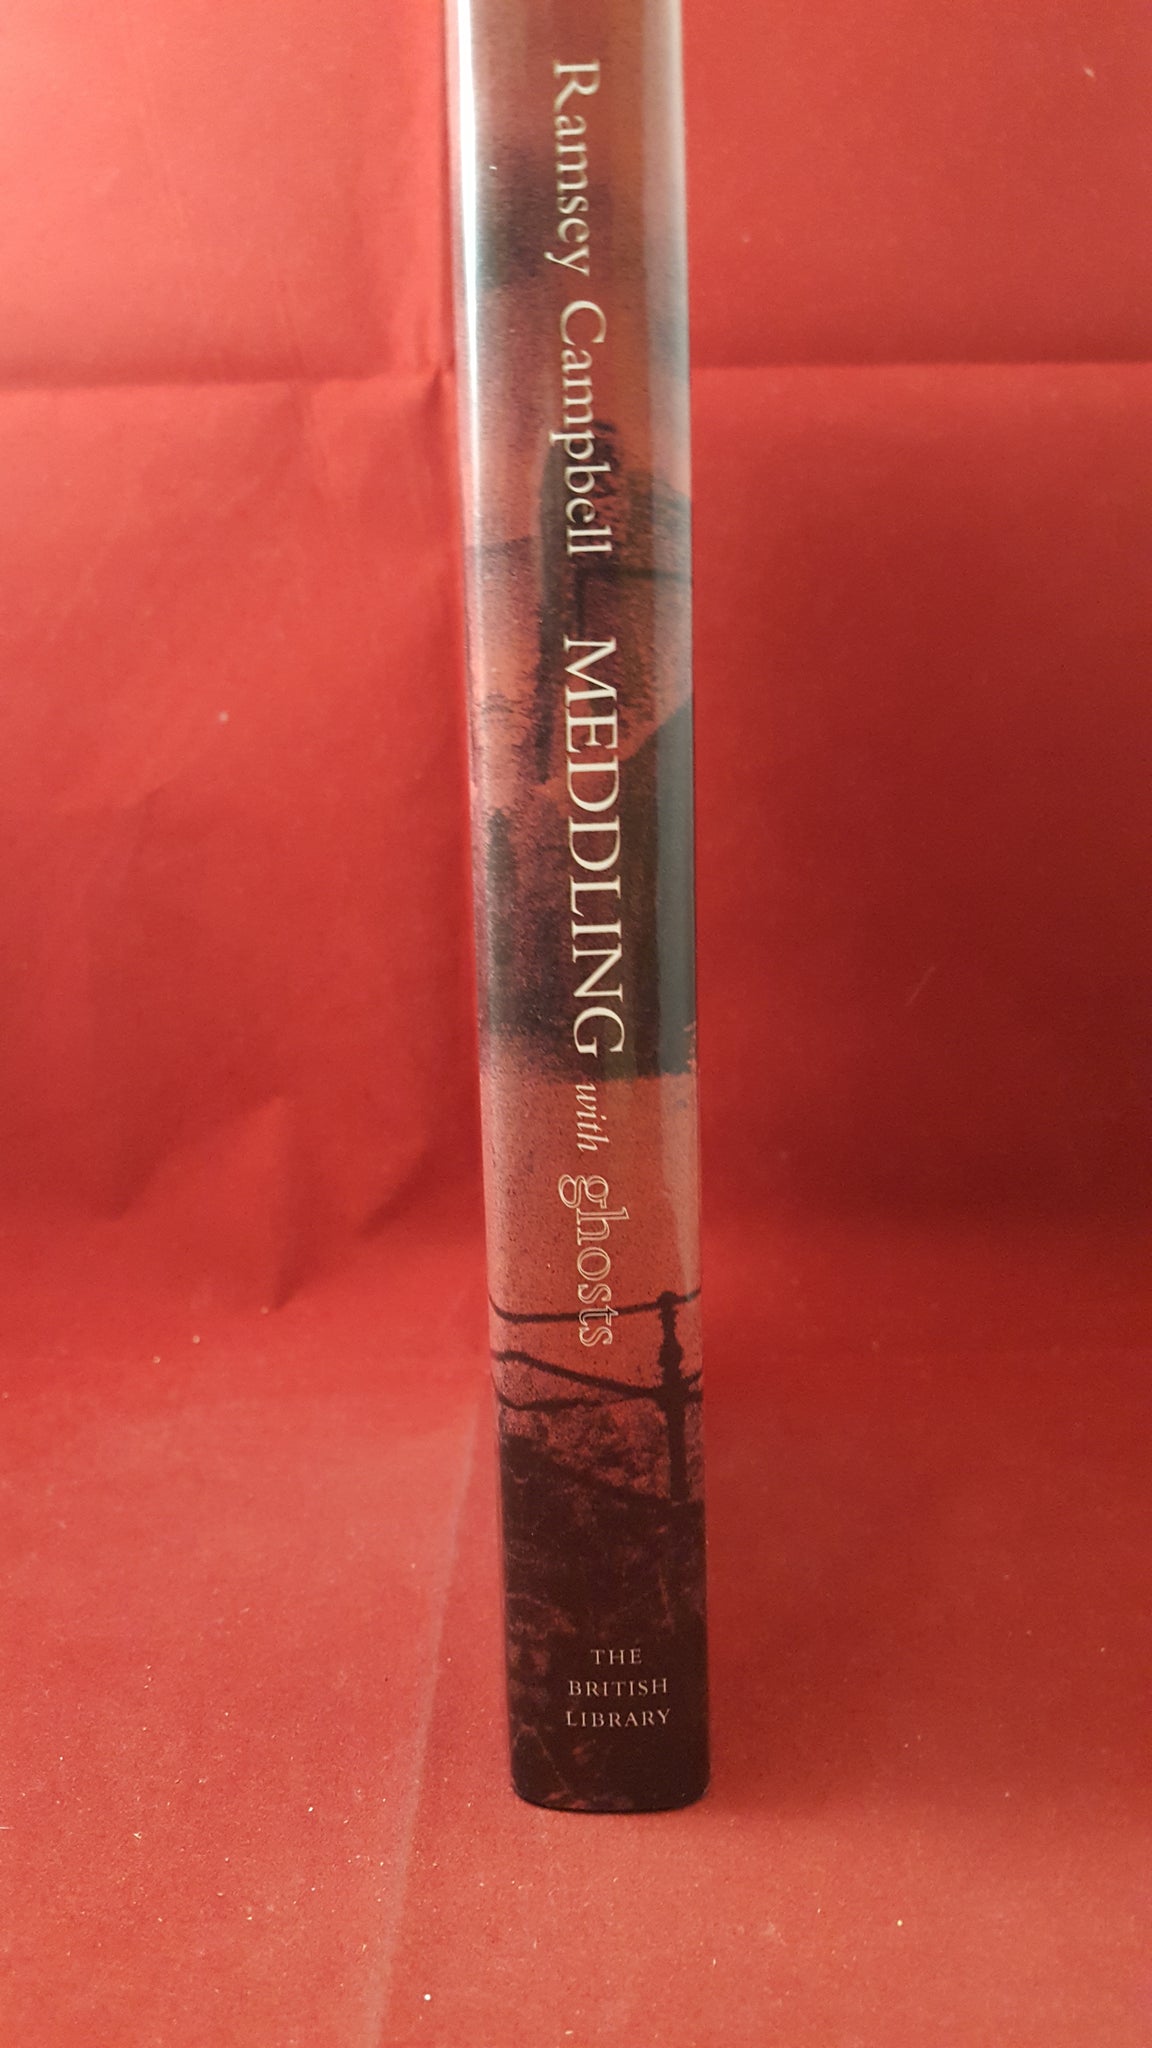 Ramsey Campbell MEDDLING with ghosts
THE
BRITISH
LIBRARY